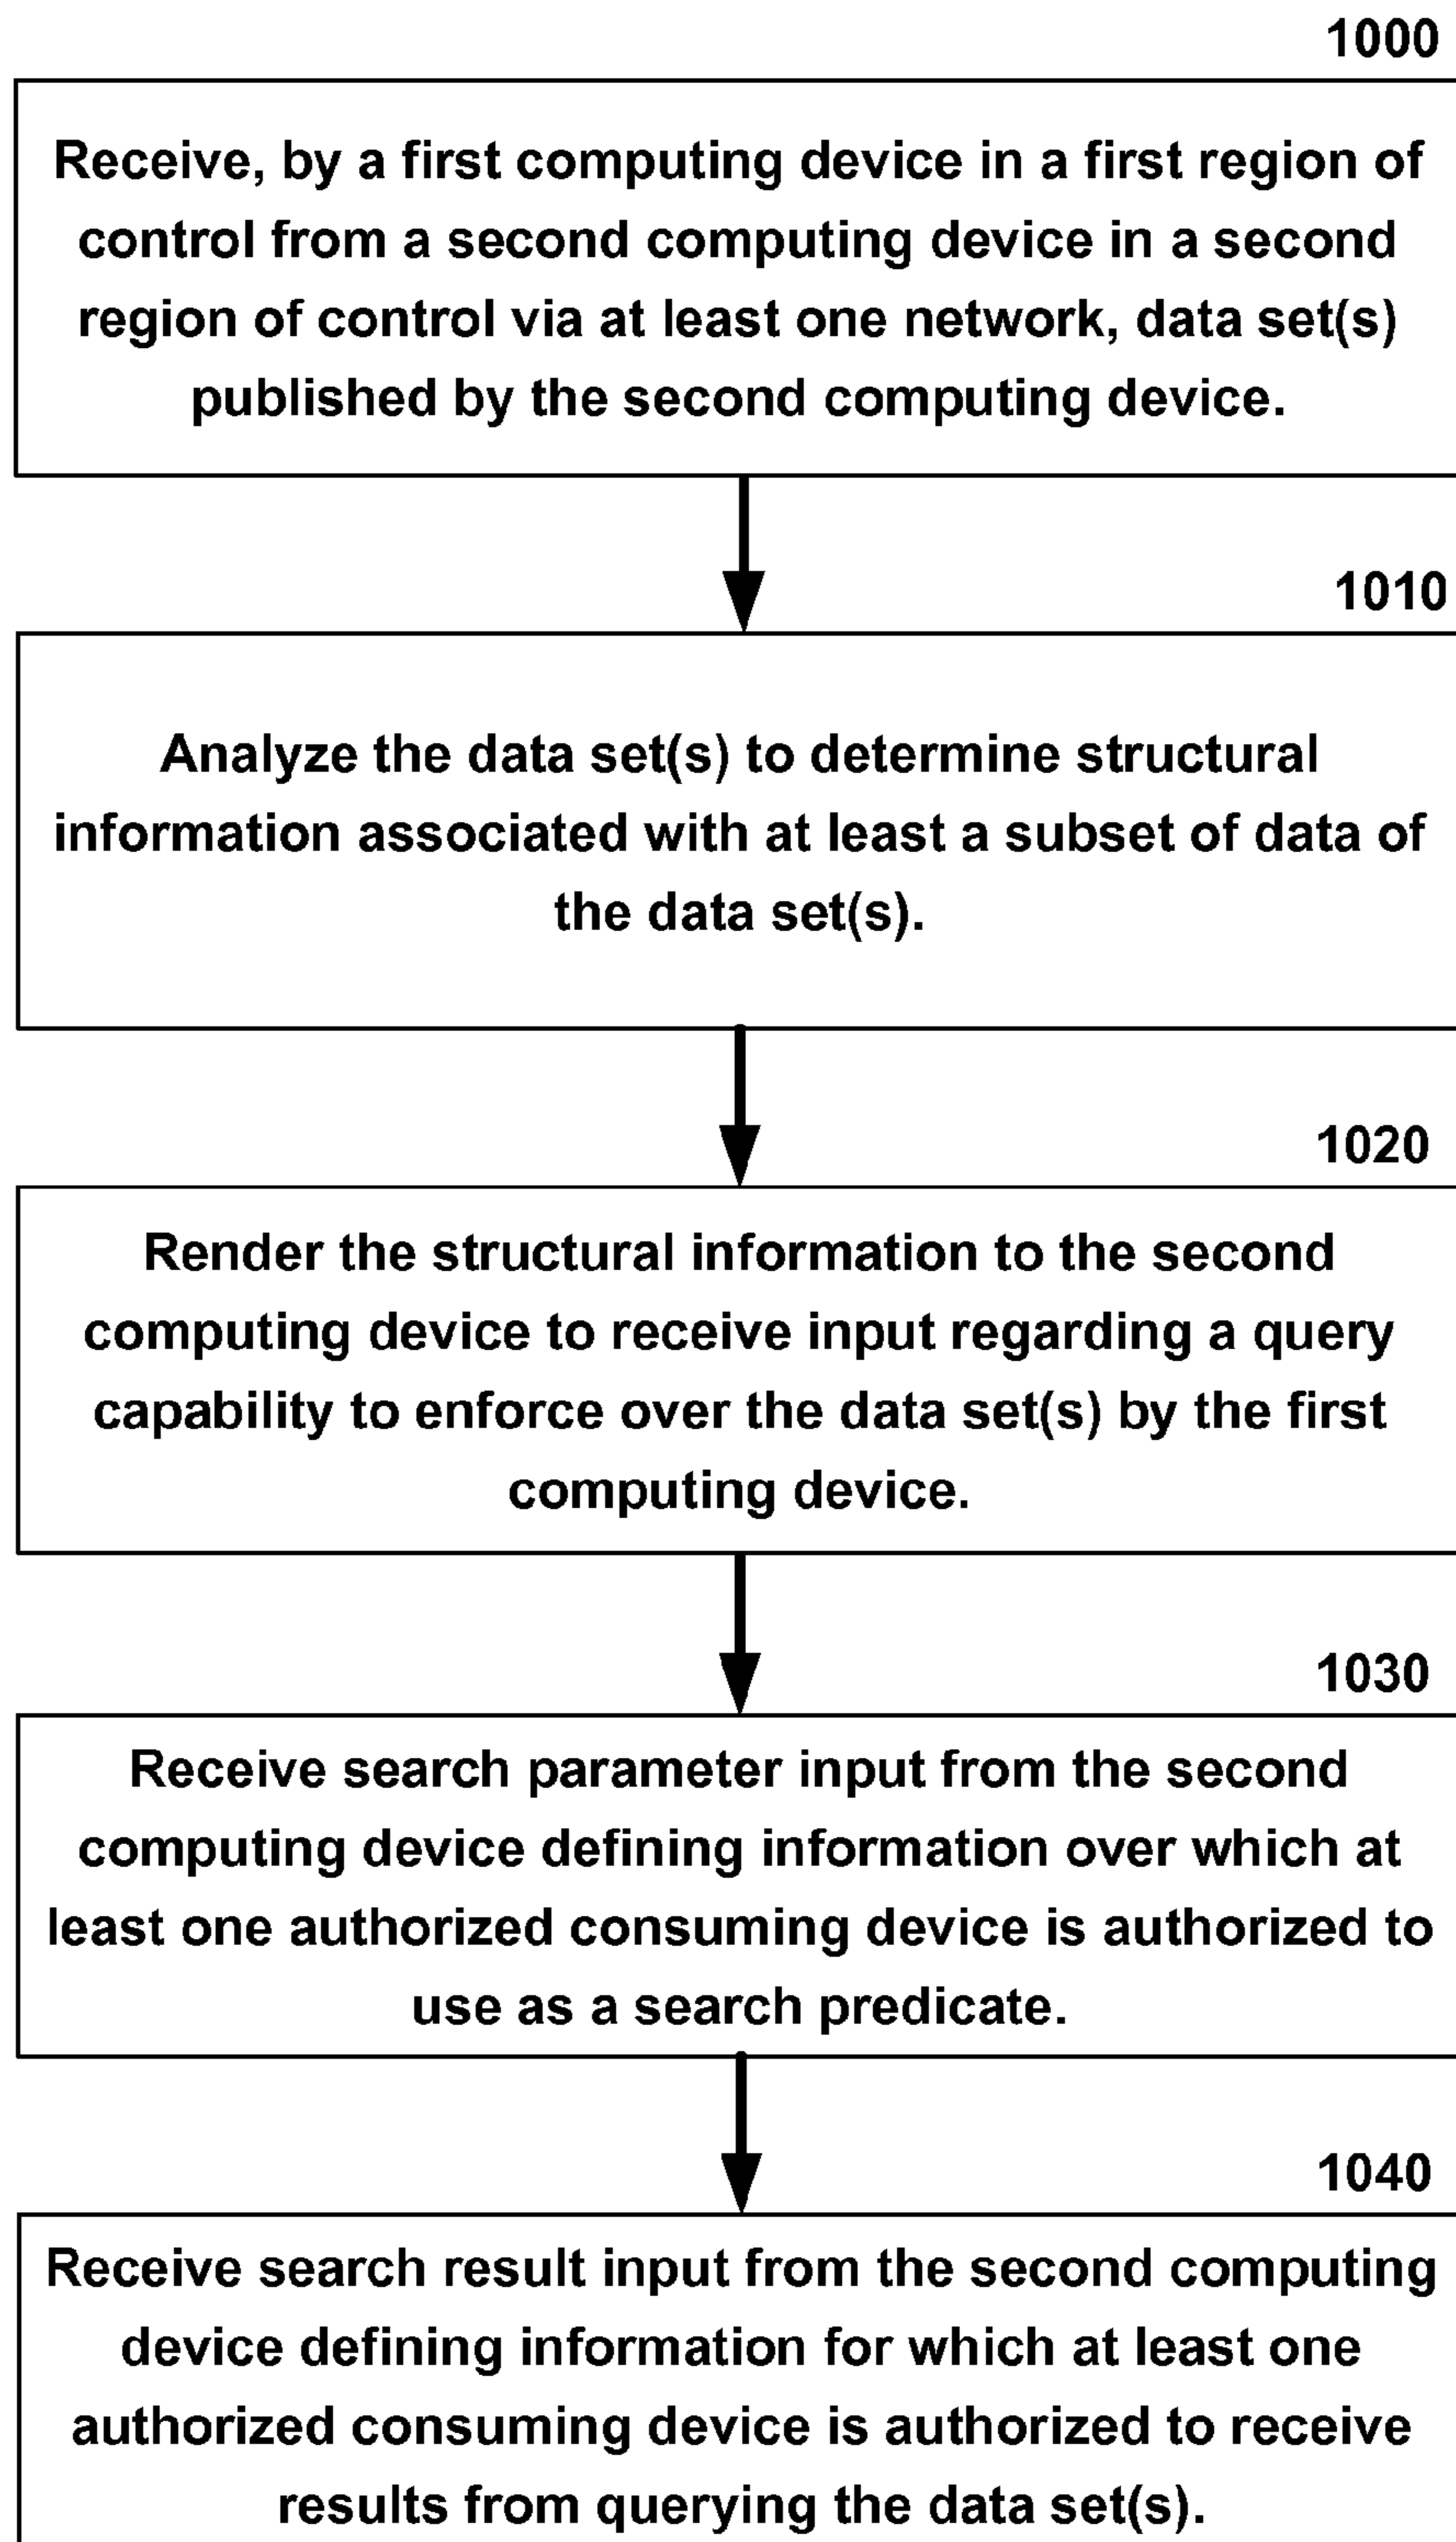 1000
Receive, by a first computing device in a first region of
control from a second computing device in a second
region of control via at least one network, data set(s)
published by the second computing device.
1010
Analyze the data set(s) to determine structural
information associated with at least a subset of data of
the data set(s).
1020
Render the structural information to the second
computing device to receive input regarding a query
capability to enforce over the data set(s) by the first
computing device.
1030
Receive search parameter input from the second
computing device defining information over which at
least one authorized consuming device is authorized to
use as a search predicate.
1040
Receive search result input from the second computing
device defining information for which at least one
authorized consuming device is authorized to receive
results from querying the data set(s).